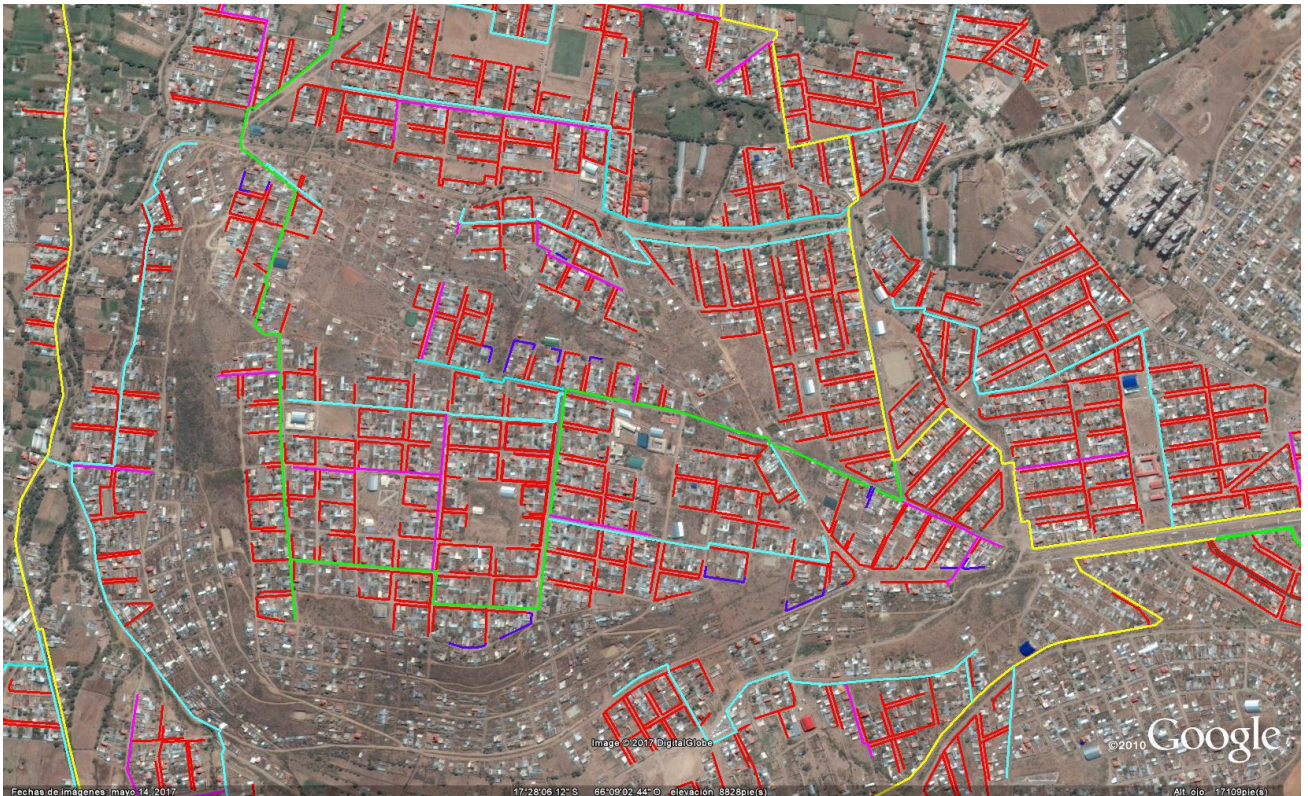 Image © 2017 DigitalGlobe
©2010 Google
Fechas de imágenes: mayo 14, 2017 17°28'06.12" S 66°09'02.44" O elevación 8828pie(s) Alt. ojo 17109pie(s)